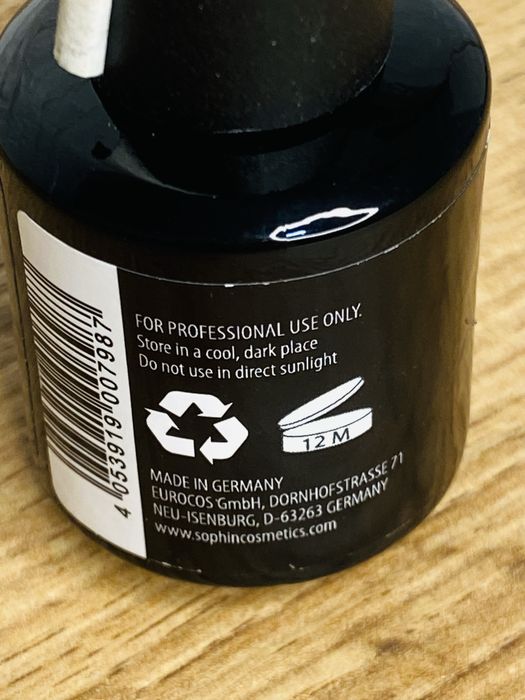 FOR PROFESSIONAL USE ONLY.
Store in a cool, dark place
Do not use in direct sunlight
12 M
MADE IN GERMANY
EUROCOS GmbH, DORNHOFSTRASSE 71
NEU-ISENBURG, D-63263 GERMANY
www.sophincosmetics.com
4 053919 007987